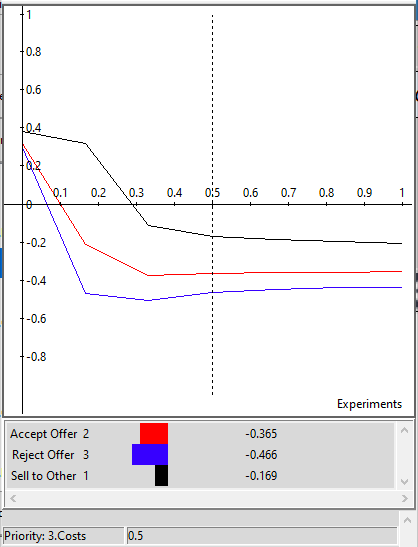 1
0.8
0.6
0.4
0.2
0.1 0.2 0.3 0.4 0.5 0.6 0.7 0.8 0.9 1
0
-0.2
-0.4
-0.6
-0.8
Experiments
Accept Offer 2 -0.365
Reject Offer 3 -0.466
Sell to Other 1 -0.169
Priority: 3.Costs 0.5